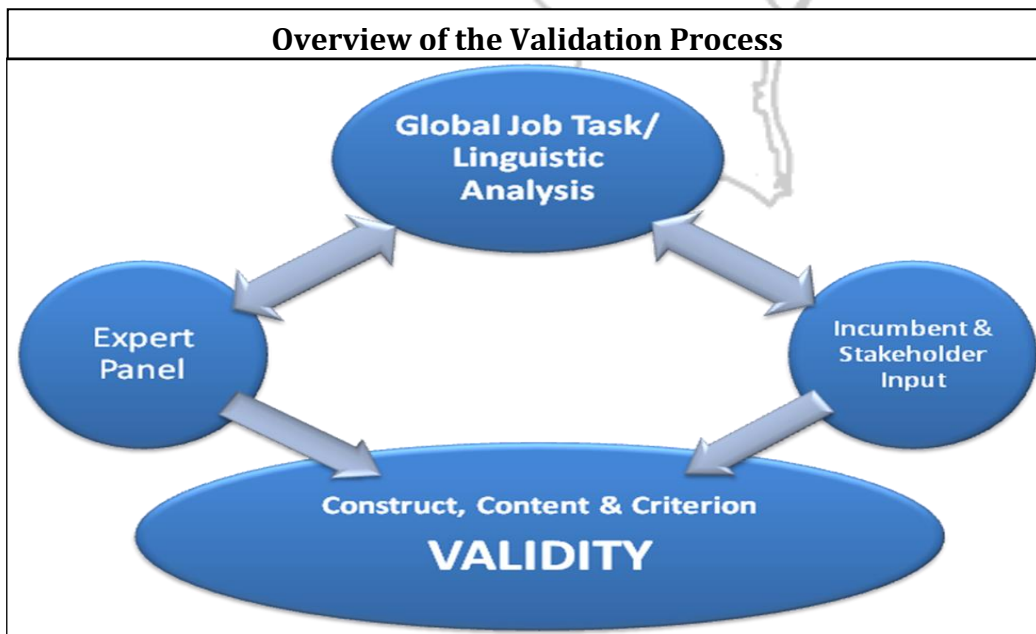 Overview of the Validation Process
Global Job Task/
Linguistic
Analysis
Expert
Panel
Incumbent &
Stakeholder
Input
Construct, Content & Criterion
VALIDITY